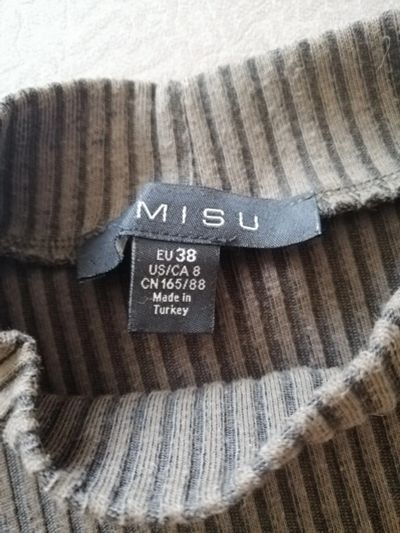 MISU
EU 38
US/CA 8
CN 165/88
Made in
Turkey